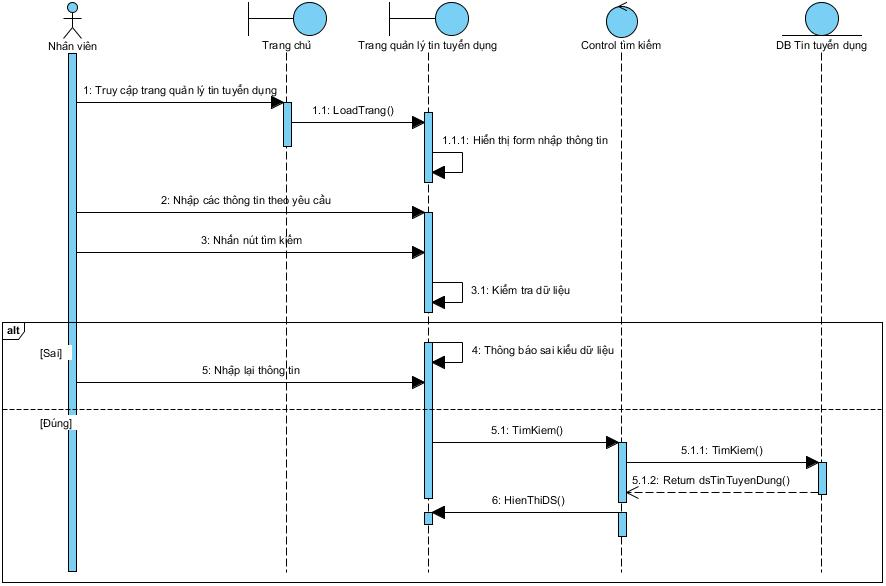 Nhân viên
Trang chủ
Trang quản lý tin tuyển dụng
Control tìm kiếm
DB Tin tuyển dụng
1: Truy cập trang quản lý tin tuyển dụng
1.1: LoadTrang()
1.1.1: Hiển thị form nhập thông tin
2: Nhập các thông tin theo yêu cầu
3: Nhấn nút tìm kiếm
3.1: Kiểm tra dữ liệu
alt
[Sai]
4: Thông báo sai kiểu dữ liệu
5: Nhập lại thông tin
[Đúng]
5.1: TimKiem()
5.1.1: TimKiem()
5.1.2: Return dsTinTuyenDung()
6: HienThiDS()